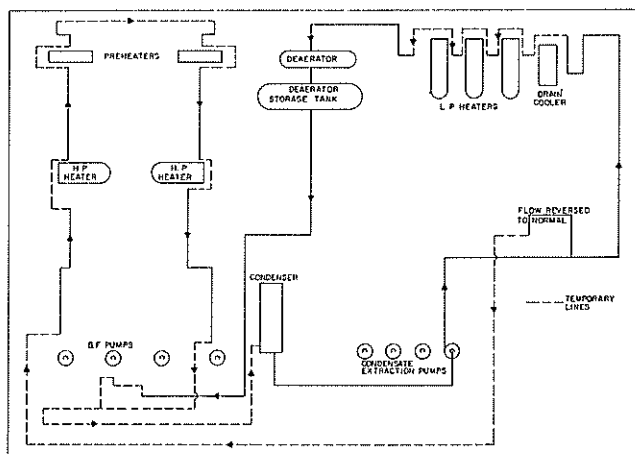 PREHEATERS
DEAERATOR
DEAERATOR
STORAGE TANK
L P HEATERS
DRAIN
COOLER
H.P
HEATER
H.P
HEATER
FLOW REVERSED
TO NORMAL
CONDENSER
TEMPORARY
LINES
B.F PUMPS
CONDENSATE
EXTRACTION PUMPS